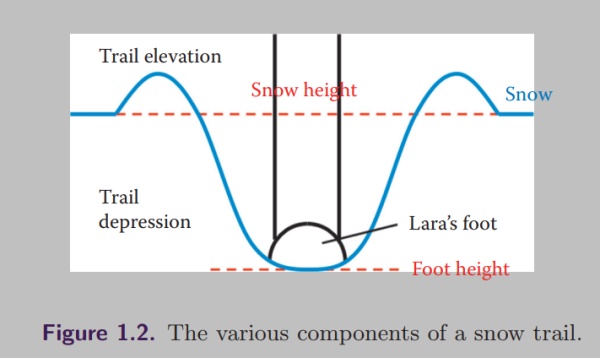 Trail elevation
Snow height
Snow
Trail
depression
Lara’s foot
Foot height
Figure 1.2. The various components of a snow trail.